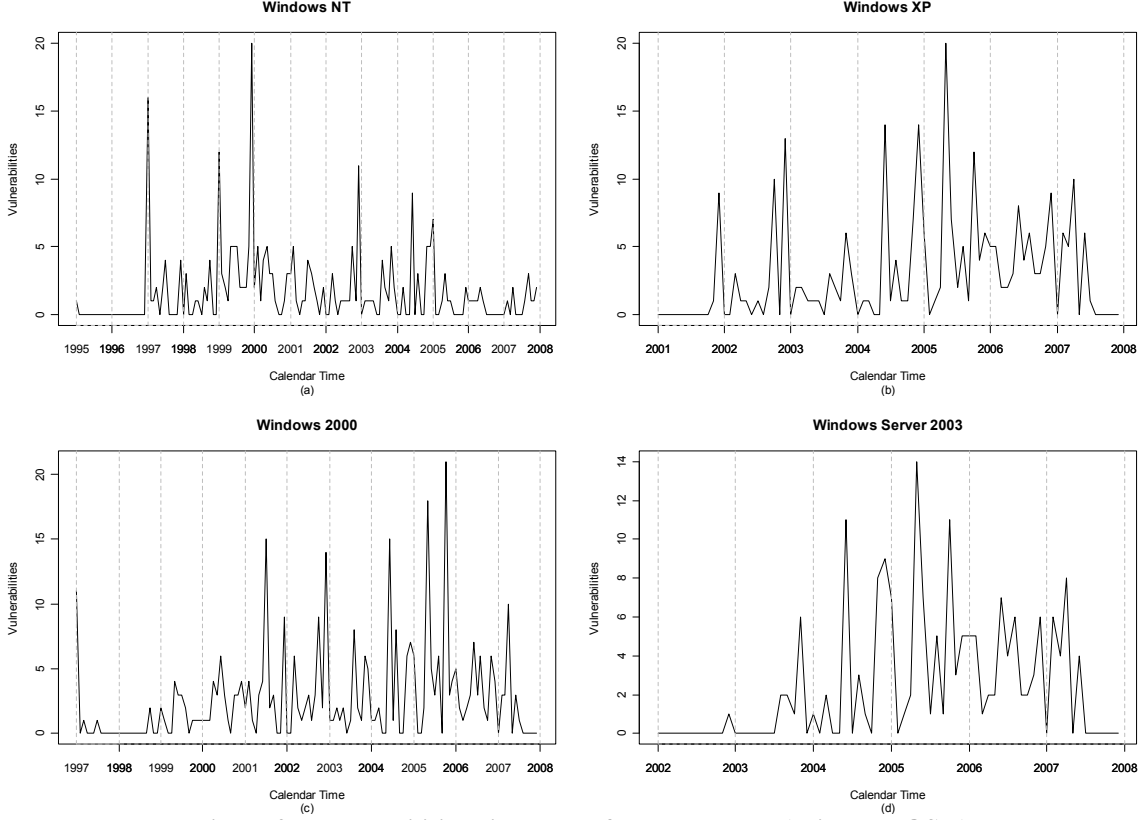 Windows NT
20
15
10
5
0
Vulnerabilities
1995 1996 1997 1998 1999 2000 2001 2002 2003 2004 2005 2006 2007 2008
Calendar Time
(a)
Windows XP
20
15
10
5
0
Vulnerabilities
2001 2002 2003 2004 2005 2006 2007 2008
Calendar Time
(b)
Windows 2000
20
15
10
5
0
Vulnerabilities
1997 1998 1999 2000 2001 2002 2003 2004 2005 2006 2007 2008
Calendar Time
(c)
Windows Server 2003
14
12
10
8
6
4
2
0
Vulnerabilities
2002 2003 2004 2005 2006 2007 2008
Calendar Time
(d)